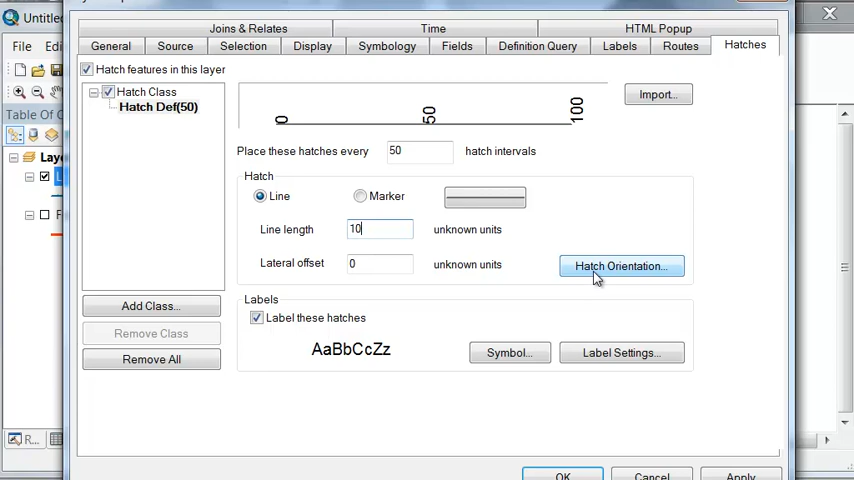 Untitled
Joins & Relates Time HTML Popup
File Edi
General Source Selection Display Symbology Fields Definition Query Labels Routes Hatches
Hatch features in this layer
Hatch Class
Hatch Def(50)
0 50 100
Import...
Table Of C
Place these hatches every 50 hatch intervals
Laye
Hatch
L
Line Marker
F
Line length 10 unknown units
Lateral offset 0 unknown units
Hatch Orientation...
Add Class...
Labels
Label these hatches
Remove Class
AaBbCcZz Symbol... Label Settings...
Remove All
R...
OK Cancel Apply